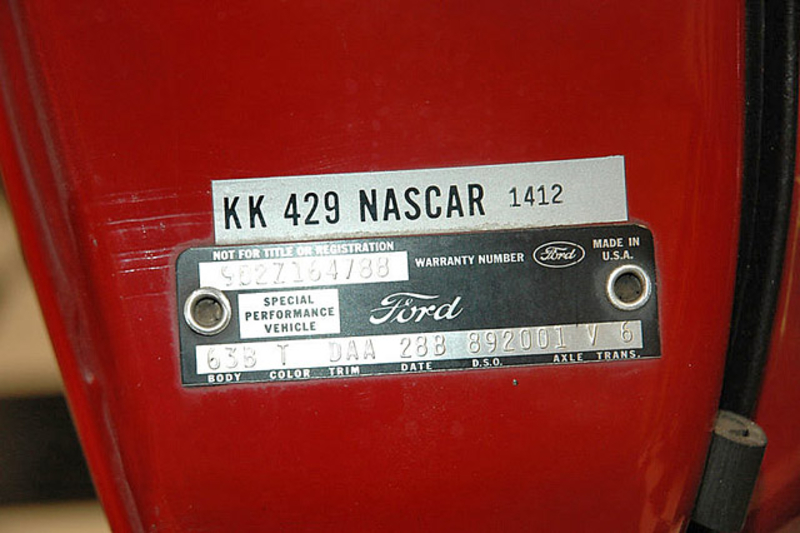 KK 429 NASCAR 1412
NOT FOR TITLE OR REGISTRATION
9F02Z164788
WARRANTY NUMBER
Ford
MADE IN
U.S.A.
SPECIAL
PERFORMANCE
VEHICLE
Ford
63B T DAA 28B 892001 V 6
BODY COLOR TRIM DATE D.S.O. AXLE TRANS.